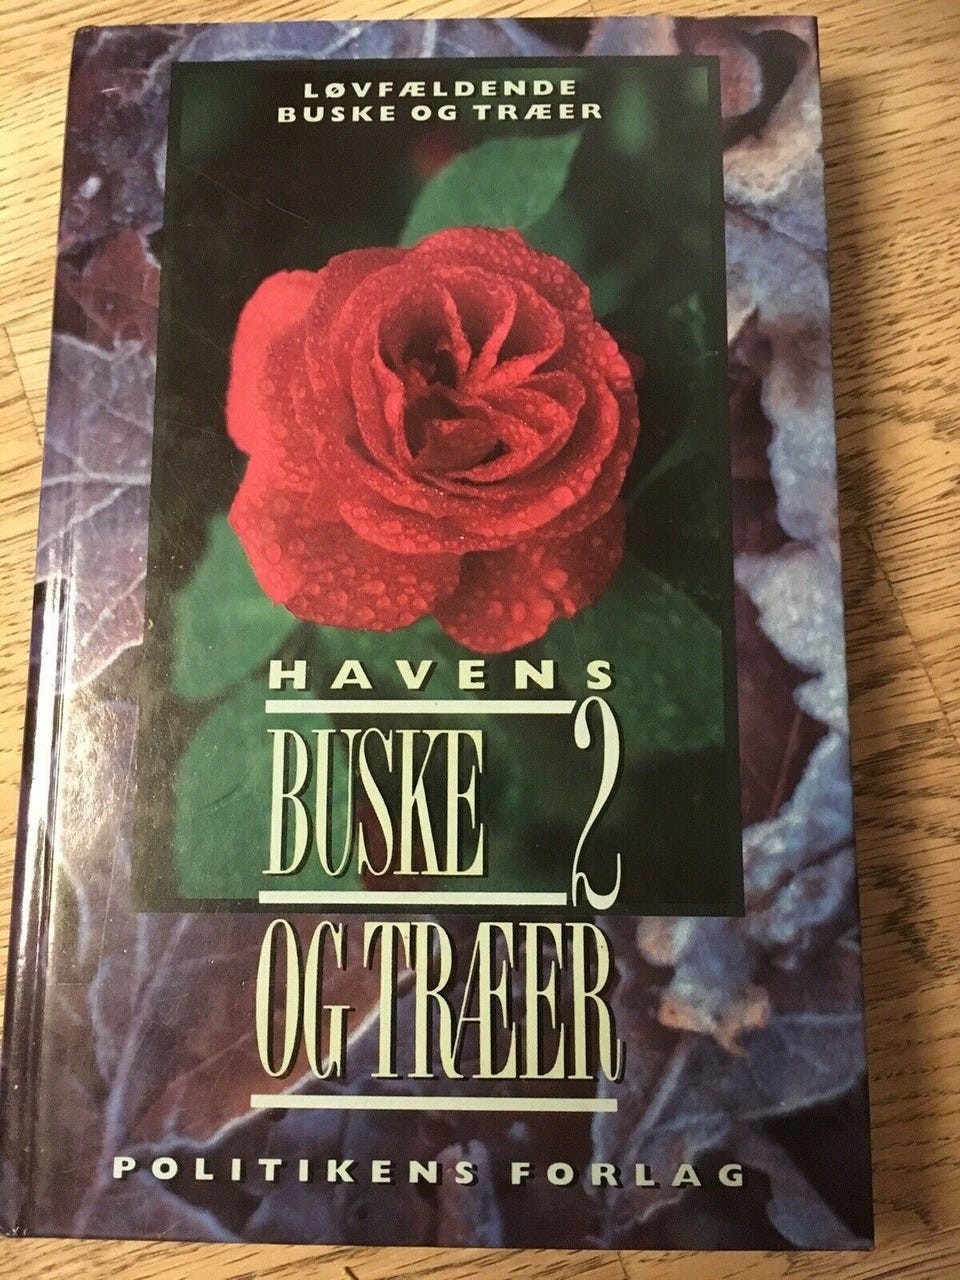 LØVFÆLDENDE
BUSKE OG TRÆER
HAVENS
BUSKE 2
OG TRÆER
POLITIKENS FORLAG